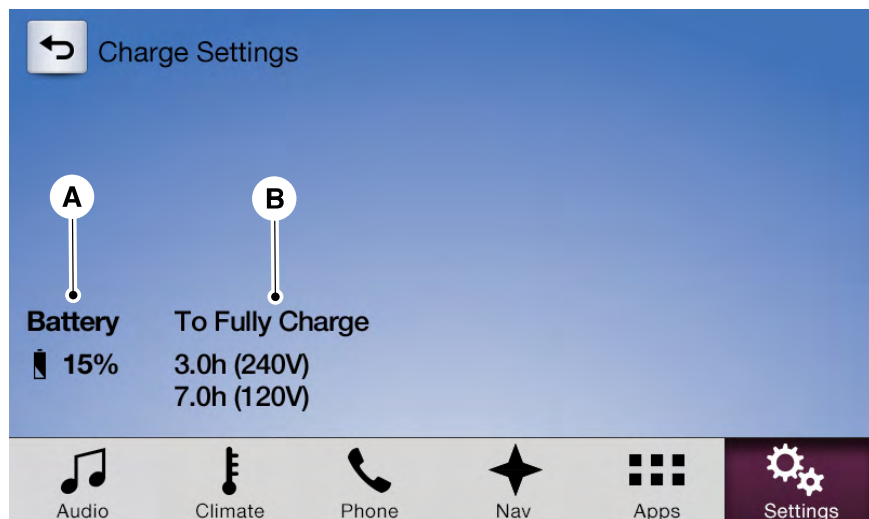 Charge Settings
A
B
Battery
To Fully Charge
15%
3.0h (240V)
7.0h (120V)
Audio
Climate
Phone
Nav
Apps
Settings